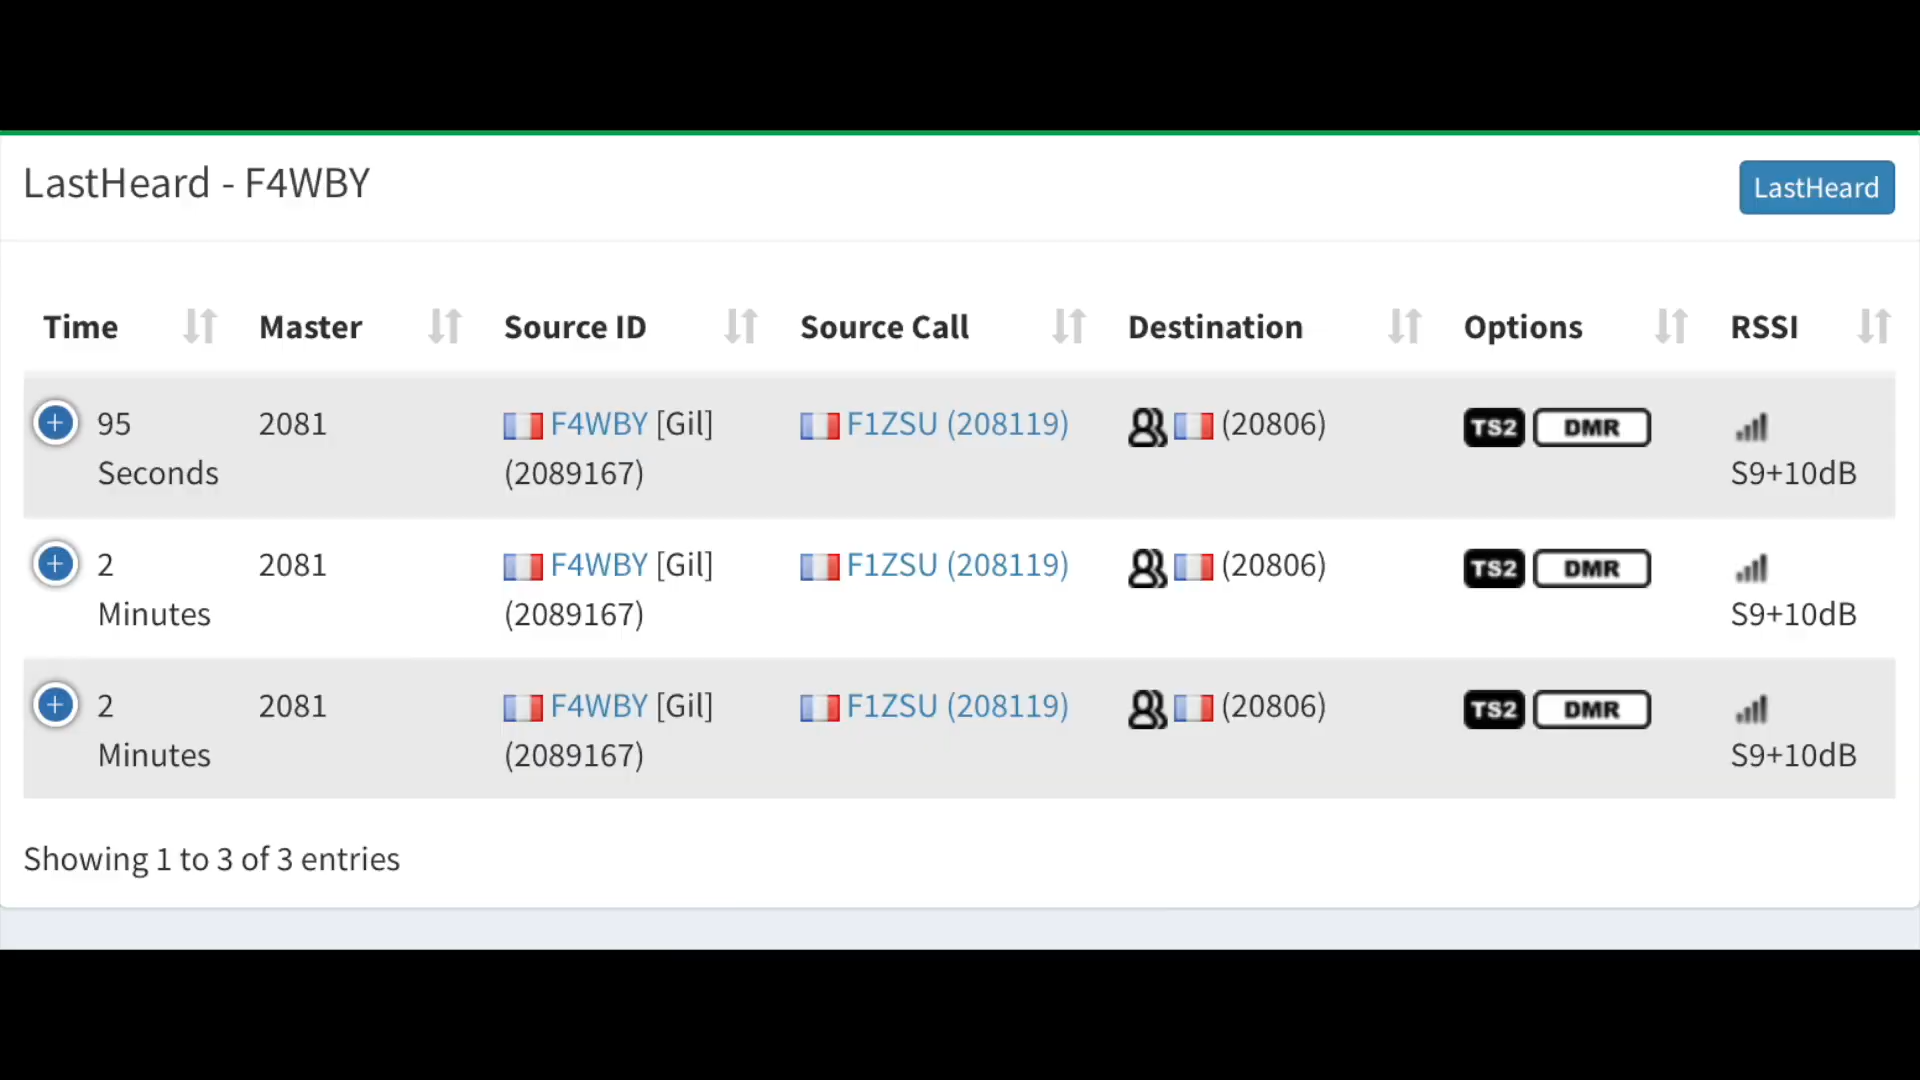 LastHeard - F4WBY
LastHeard
Time Master Source ID Source Call Destination Options RSSI
95 2081 F4WBY [Gil] F1ZSU (208119) (20806) TS2 DMR
Seconds (2089167) S9+10dB
2 2081 F4WBY [Gil] F1ZSU (208119) (20806) TS2 DMR
Minutes (2089167) S9+10dB
2 2081 F4WBY [Gil] F1ZSU (208119) (20806) TS2 DMR
Minutes (2089167) S9+10dB
Showing 1 to 3 of 3 entries